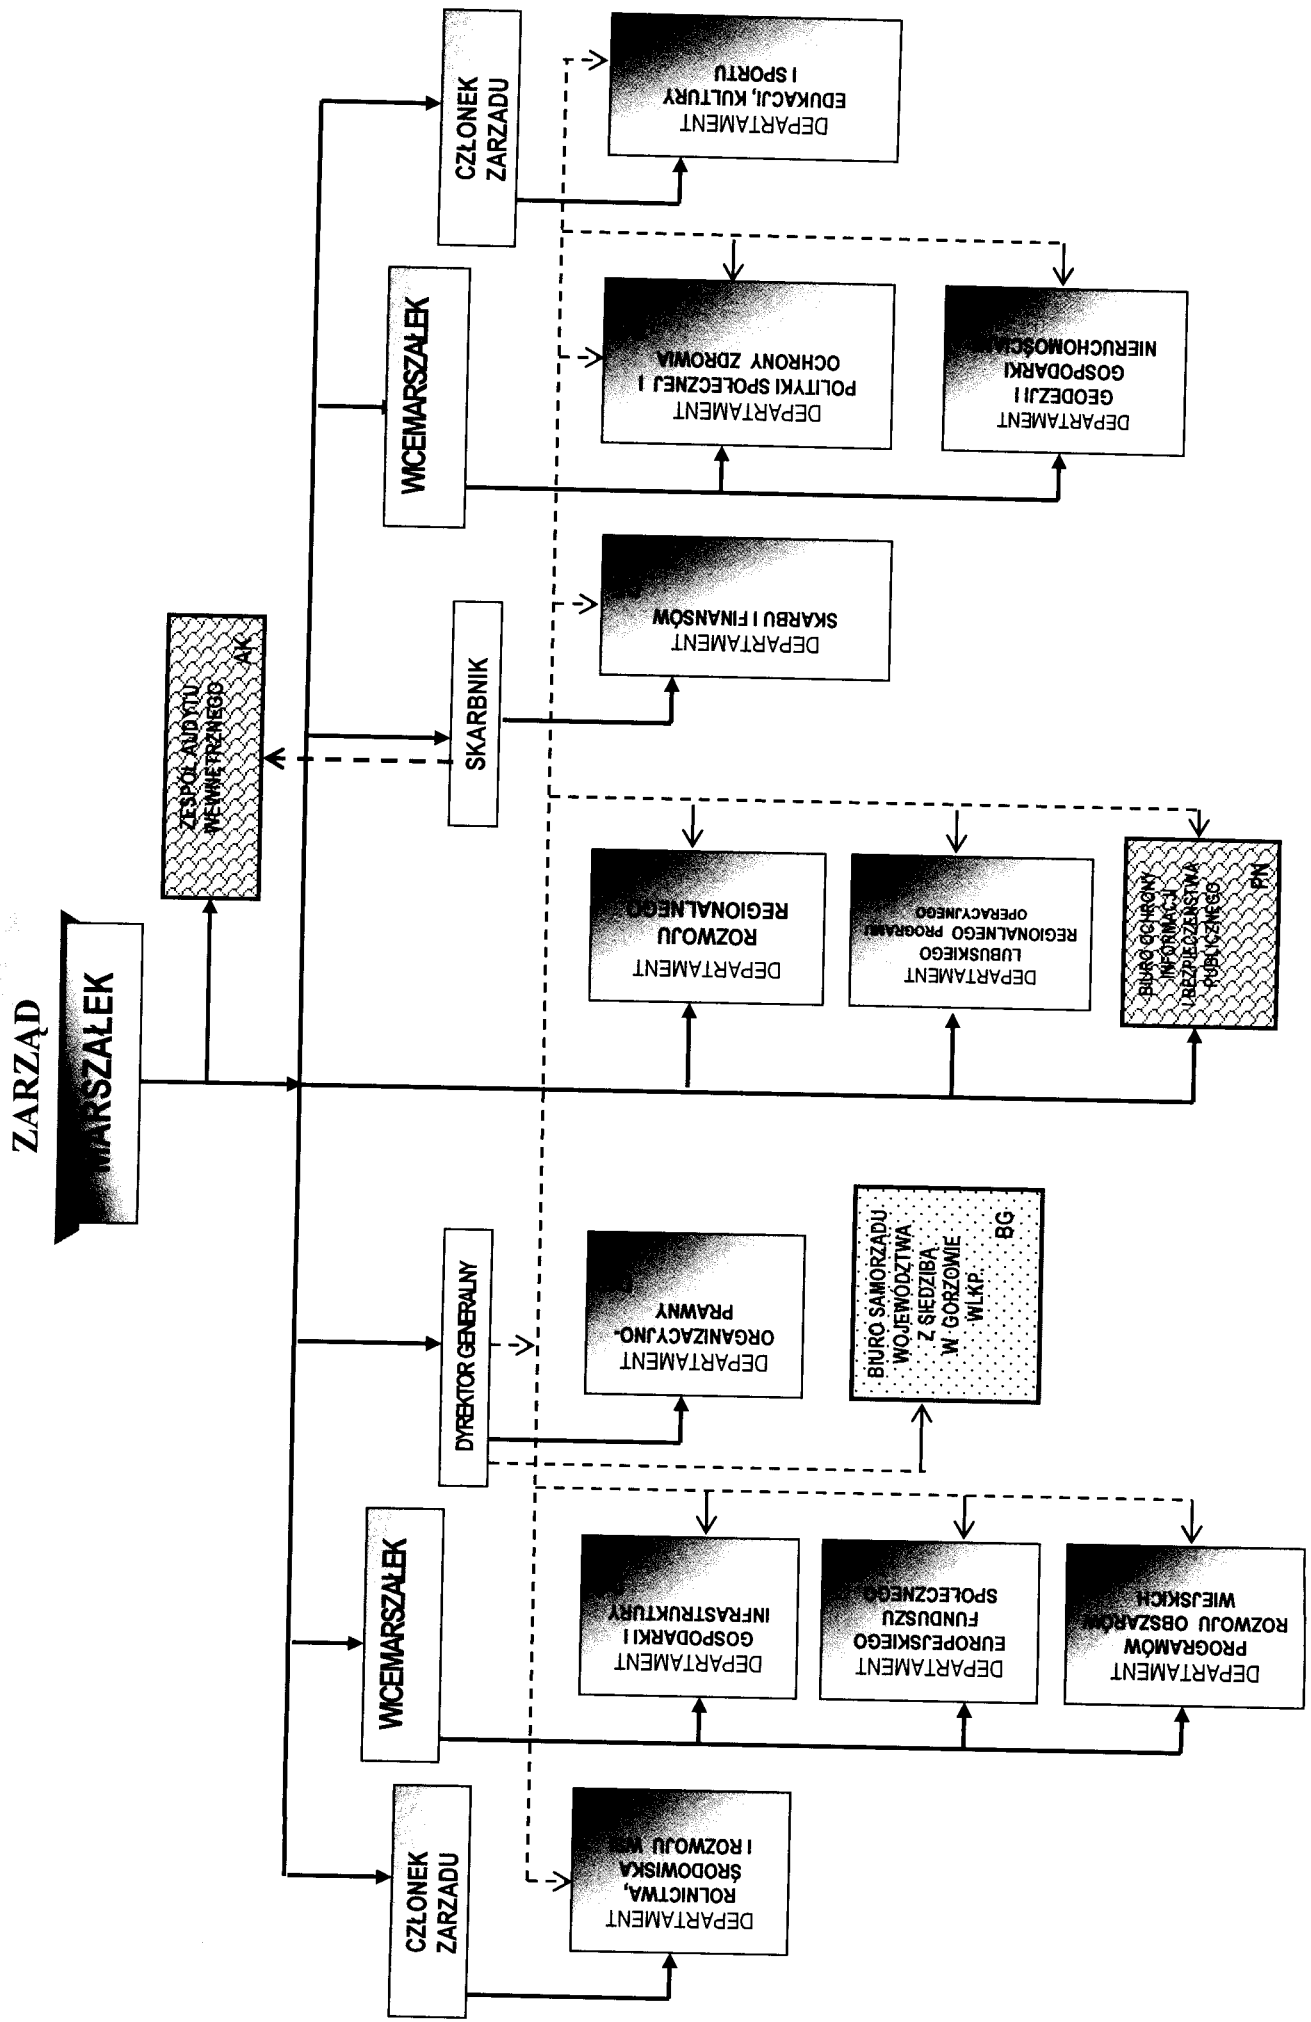 ZARZĄD
MARSZAŁEK
ZESPÓŁ AUDYTU
WEWNĘTRZNEGO
AK
CZŁONEK
ZARZADU
WICEMARSZAŁEK
DYREKTOR GENERALNY
SKARBNIK
WICEMARSZAŁEK
CZŁONEK
ZARZADU
DEPARTAMENT
ROLNICTWA,
ŚRODOWISKA
I ROZWOJU WSI
DEPARTAMENT
GOSPODARKI I
INFRASTRUKTURY
DEPARTAMENT
EUROPEJSKIEGO
FUNDUSZU
SPOŁECZNEGO
DEPARTAMENT
PROGRAMÓW
ROZWOJU OBSZARÓW
WIEJSKICH
DEPARTAMENT
ORGANIZACYJNO-
PRAWNY
BIURO SAMORZĄDU
WOJEWÓDZTWA
Z SIEDZIBĄ
W GORZOWIE
WLKP.
BG
DEPARTAMENT
ROZWOJU
REGIONALNEGO
DEPARTAMENT
LUBUSKIEGO
REGIONALNEGO PROGRAMU
OPERACYJNEGO
BIURO OCHRONY
INFORMACJI
I BEZPIECZEŃSTWA
PUBLICZNEGO
PN
DEPARTAMENT
SKARBU I FINANSÓW
DEPARTAMENT
POLITYKI SPOŁECZNEJ I
OCHRONY ZDROWIA
DEPARTAMENT
GEODEZJI I
GOSPODARKI
NIERUCHOMOŚCIAMI
DEPARTAMENT
EDUKACJI, KULTURY
I SPORTU